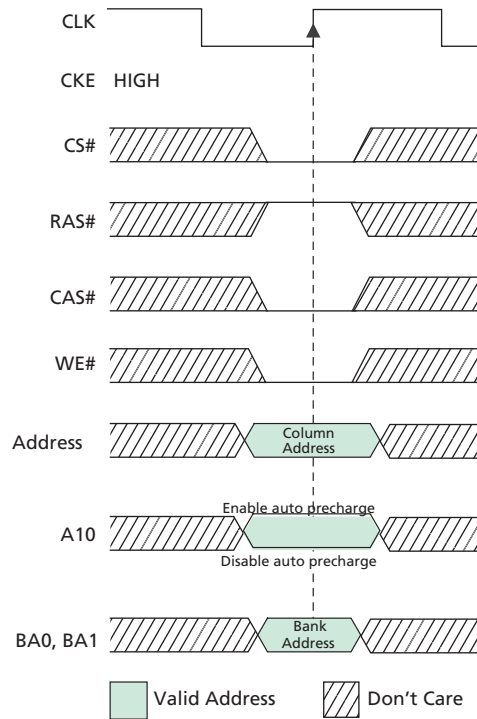 CLK
CKE HIGH
CS#
RAS#
CAS#
WE#
Address
Column
Address
Enable auto precharge
A10
Disable auto precharge
BA0, BA1
Bank
Address
Valid Address
Don't Care